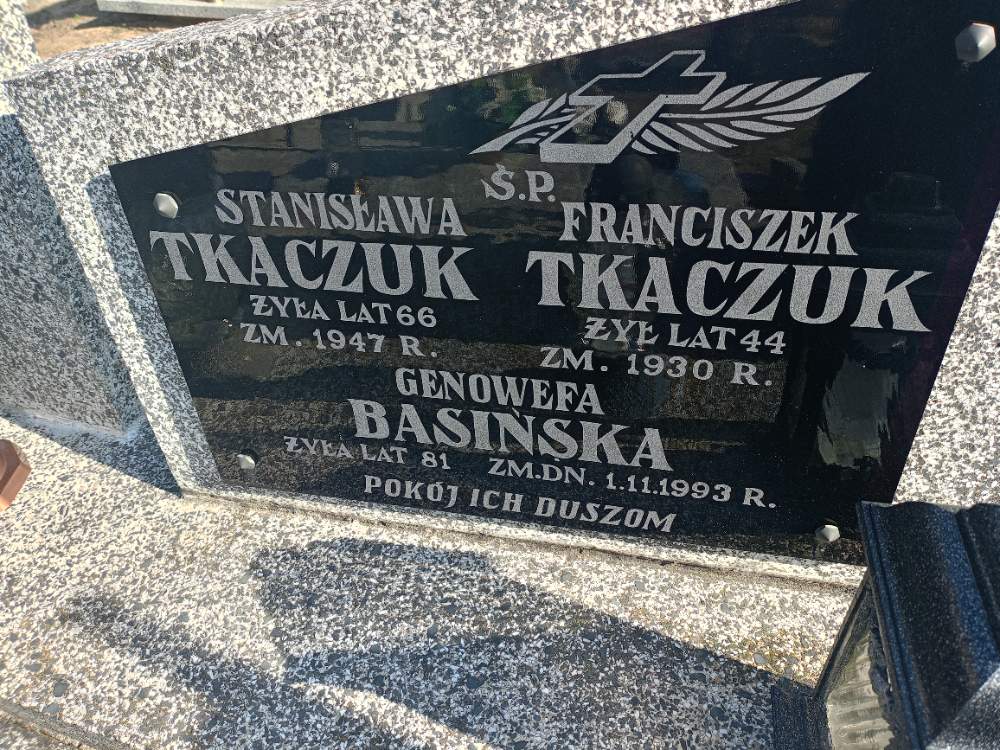 Ś.P.
STANISŁAWA
TKACZUK
ŻYŁA LAT 66
ZM. 1947 R.
FRANCISZEK
TKACZUK
ŻYŁ LAT 44
ZM. 1930 R.
GENOWEFA
BASIŃSKA
ŻYŁA LAT 81 ZM.DN. 1.11.1993 R.
POKÓJ ICH DUSZOM